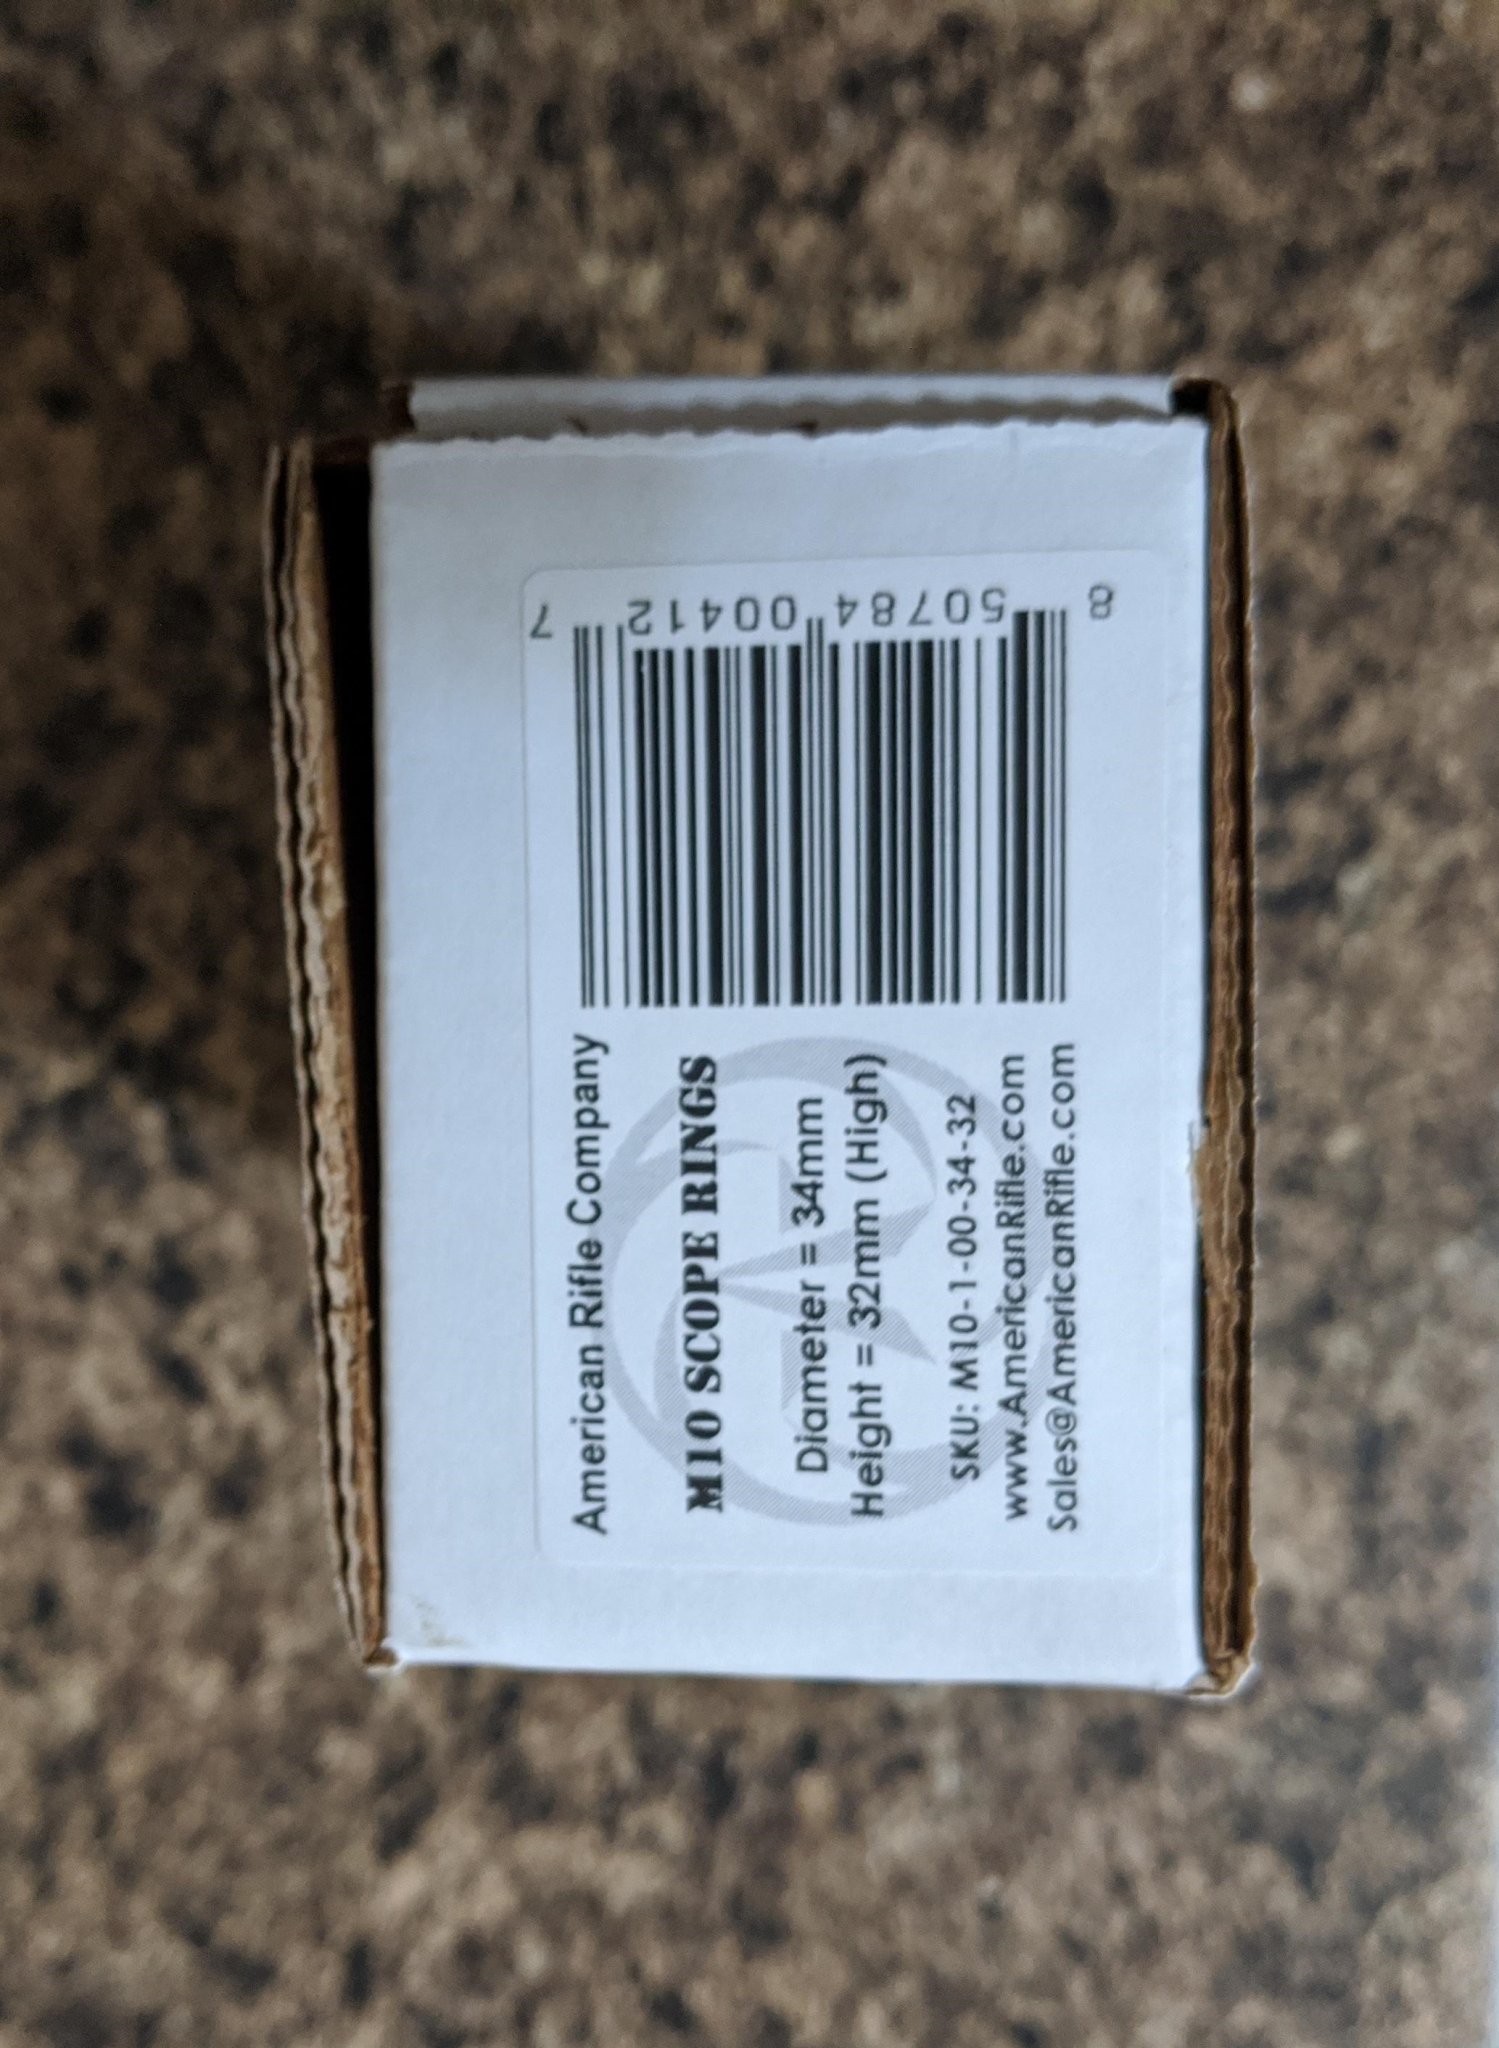 American Rifle Company
M10 SCOPE RINGS
Diameter = 34mm
Height = 32mm (High)
SKU: M10-1-00-34-32
www.AmericanRifle.com
Sales@AmericanRifle.com
8 50784 00412 7